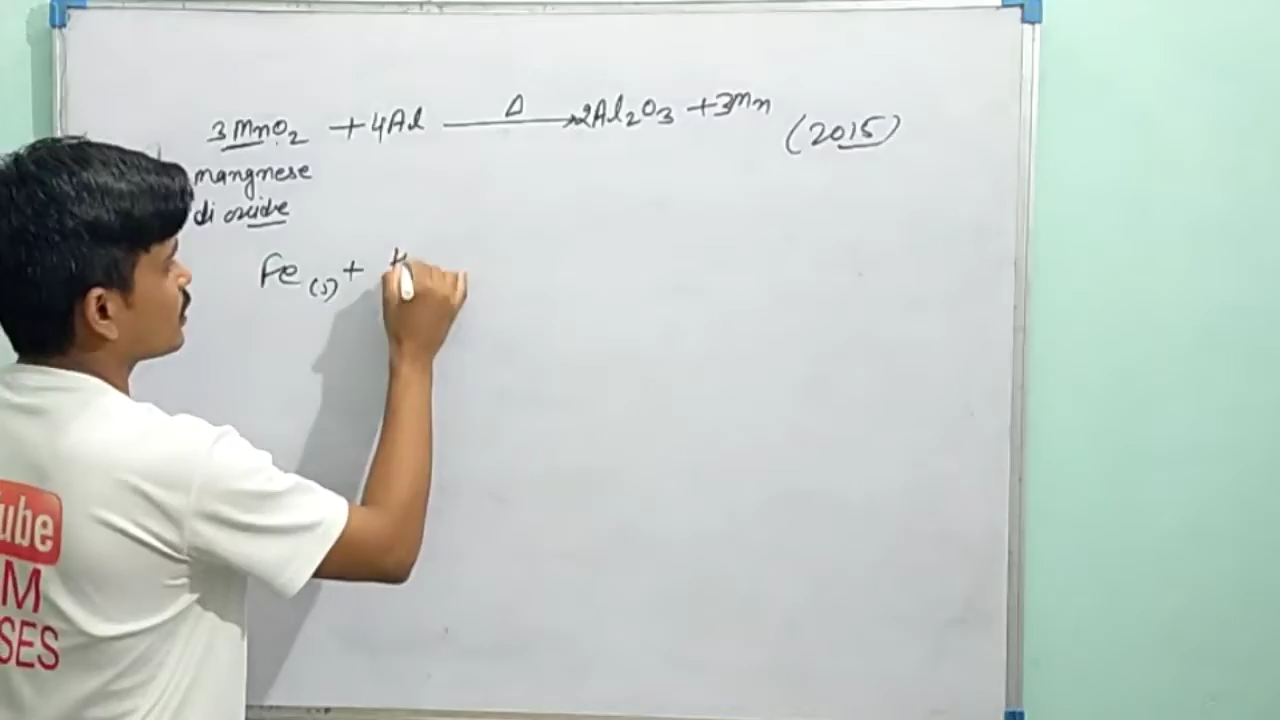 3MnO₂ + 4Al —Δ→ 2Al₂O₃ + 3Mn (2015)
mangnese
di oxide
Fe(s) +
ube
M
SES